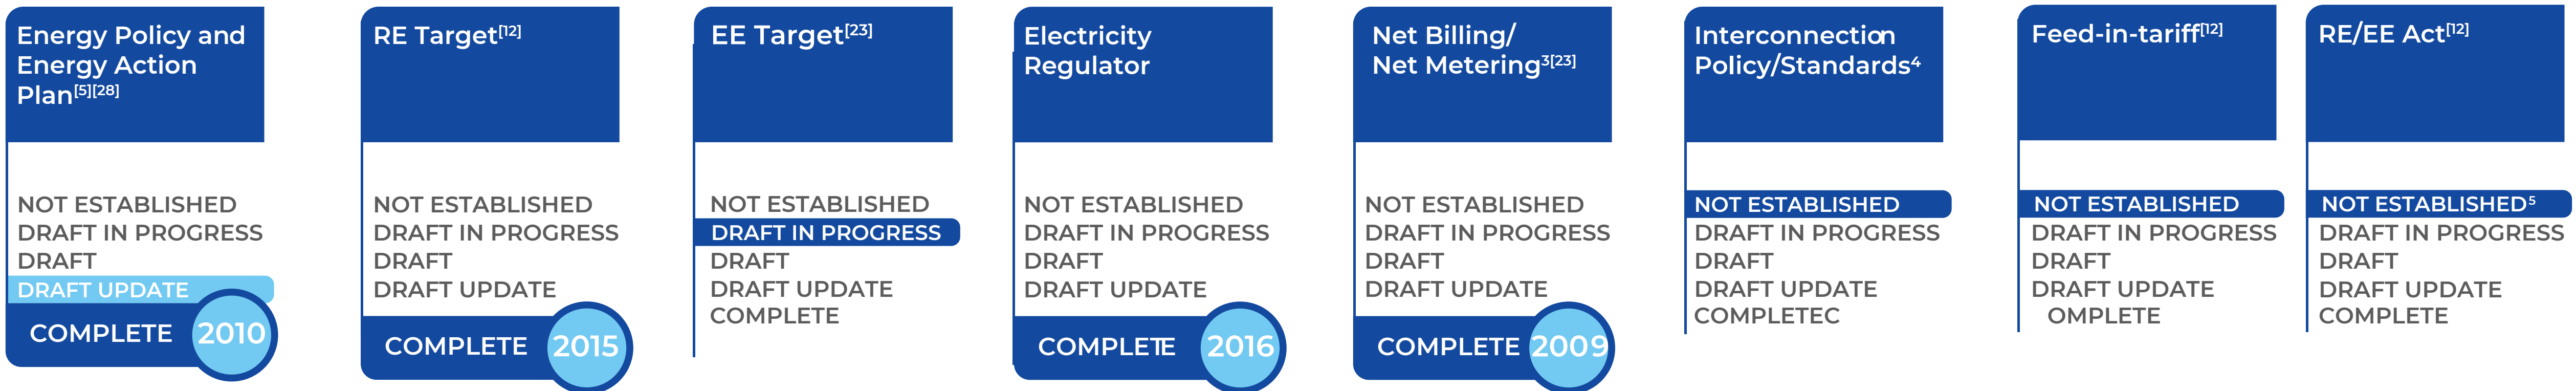 Energy Policy and
Energy Action
Plan[5][28]
NOT ESTABLISHED
DRAFT IN PROGRESS
DRAFT
DRAFT UPDATE
COMPLETE 2010
RE Target[12]
NOT ESTABLISHED
DRAFT IN PROGRESS
DRAFT
DRAFT UPDATE
COMPLETE 2015
EE Target[23]
NOT ESTABLISHED
DRAFT IN PROGRESS
DRAFT
DRAFT UPDATE
COMPLETE
Electricity
Regulator
NOT ESTABLISHED
DRAFT IN PROGRESS
DRAFT
DRAFT UPDATE
COMPLETE 2016
Net Billing/
Net Metering3[23]
NOT ESTABLISHED
DRAFT IN PROGRESS
DRAFT
DRAFT UPDATE
COMPLETE 2009
Interconnection
Policy/Standards4
NOT ESTABLISHED
DRAFT IN PROGRESS
DRAFT
DRAFT UPDATE
COMPLETEC
Feed-in-tariff[12]
NOT ESTABLISHED
DRAFT IN PROGRESS
DRAFT
DRAFT UPDATE
OMPLETE
RE/EE Act[12]
NOT ESTABLISHED5
DRAFT IN PROGRESS
DRAFT
DRAFT UPDATE
COMPLETE